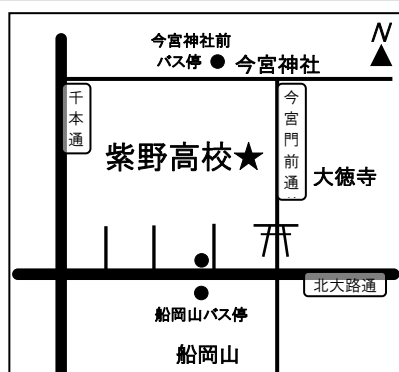 N
今宮神社前
バス停
今宮神社
千本通
今宮門前通
紫野高校★
大徳寺
北大路通
船岡山バス停
船岡山